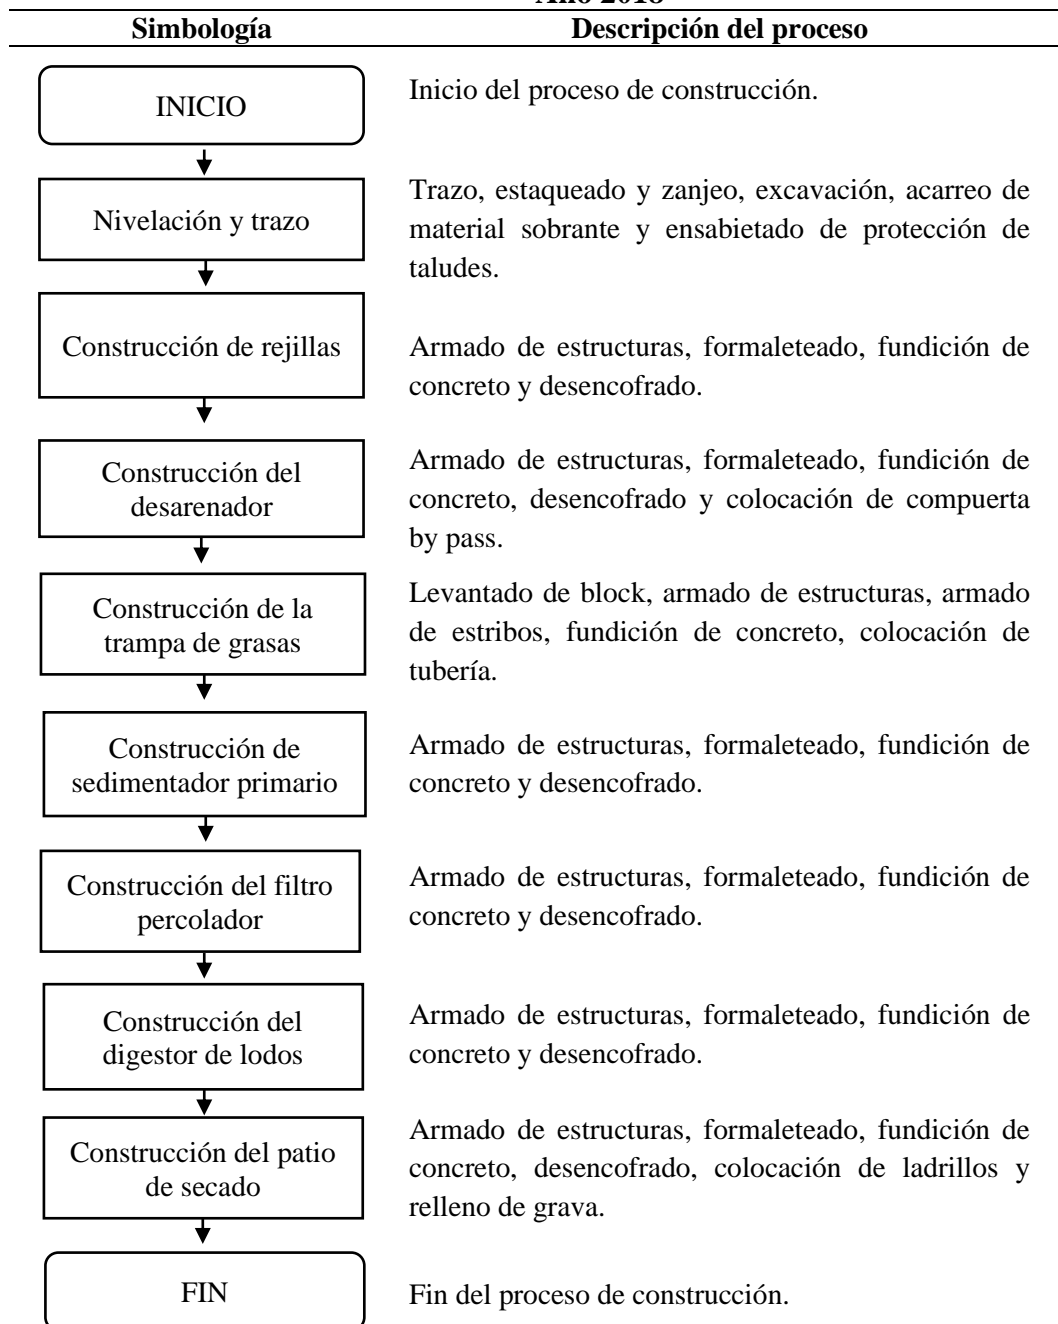 Año 2018
Simbología Descripción del proceso
INICIO
Inicio del proceso de construcción.
Nivelación y trazo
Trazo, estaqueado y zanjeo, excavación, acarreo de
material sobrante y ensabietado de protección de
taludes.
Construcción de rejillas
Armado de estructuras, formaleteado, fundición de
concreto y desencofrado.
Construcción del
desarenador
Armado de estructuras, formaleteado, fundición de
concreto, desencofrado y colocación de compuerta
by pass.
Construcción de la
trampa de grasas
Levantado de block, armado de estructuras, armado
de estribos, fundición de concreto, colocación de
tubería.
Construcción de
sedimentador primario
Armado de estructuras, formaleteado, fundición de
concreto y desencofrado.
Construcción del filtro
percolador
Armado de estructuras, formaleteado, fundición de
concreto y desencofrado.
Construcción del
digestor de lodos
Armado de estructuras, formaleteado, fundición de
concreto y desencofrado.
Construcción del patio
de secado
Armado de estructuras, formaleteado, fundición de
concreto, desencofrado, colocación de ladrillos y
relleno de grava.
FIN
Fin del proceso de construcción.